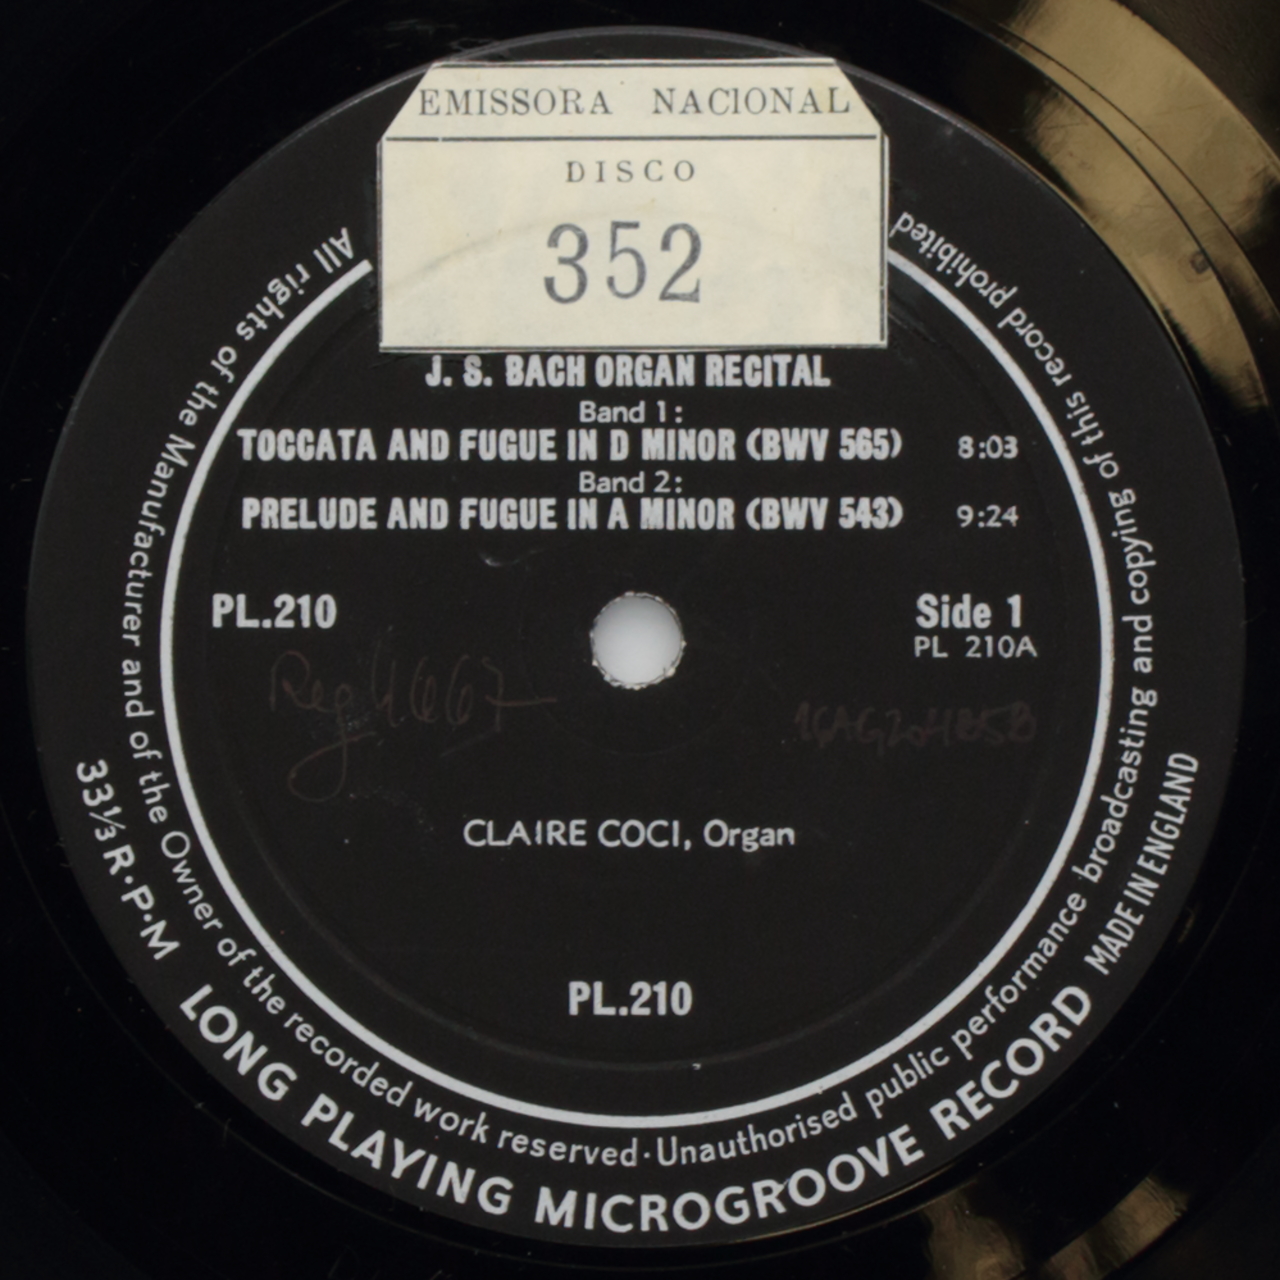 EMISSORA NACIONAL
DISCO
352
J. S. BACH ORGAN RECITAL
Band 1:
TOCCATA AND FUGUE IN D MINOR (BWV 565) 8:03
Band 2:
PRELUDE AND FUGUE IN A MINOR (BWV 543) 9:24
PL.210
Side 1
PL 210A
Reg 4667
CLAIRE COCI, Organ
PL.210
All rights of the Manufacturer and of the Owner of the recorded work reserved · Unauthorised public performance broadcasting and copying of this record prohibited
33⅓ R·P·M LONG PLAYING MICROGROOVE RECORD MADE IN ENGLAND